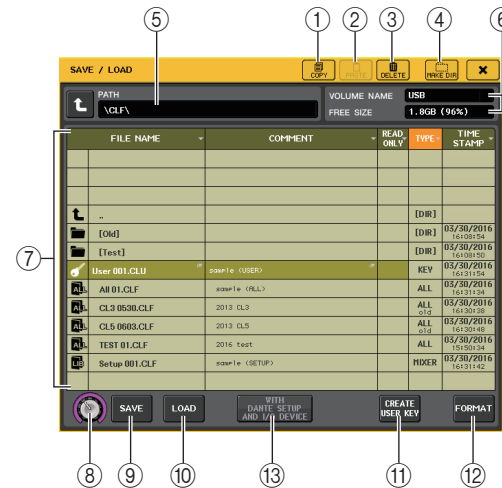 ⑤ ① ② ③ ④ ⑥
SAVE / LOAD
COPY
PASTE
DELETE
MAKE DIR
PATH
\CLF\
VOLUME NAME USB
FREE SIZE 1.8GB (96%)
FILE NAME COMMENT READ ONLY TYPE TIME STAMP
.. [DIR]
[Old] [DIR] 03/30/2016 16:08:54
[Test] [DIR] 03/30/2016 16:08:50
User 001.CLU sample (USER) KEY 03/30/2016 16:31:54
ALL All 01.CLF sample (ALL) ALL 03/30/2016 16:31:34
ALL CL3 0530.CLF 2013 CL3 ALL old 03/30/2016 16:30:38
ALL CL5 0603.CLF 2013 CL5 ALL old 03/30/2016 16:30:48
ALL TEST 01.CLF 2016 test ALL 03/30/2016 15:50:34
LIB Setup 001.CLF sample (SETUP) MIXER 03/30/2016 16:31:42
⑦
SAVE
LOAD
WITH
DANTE SETUP
AND I/O DEVICE
CREATE
USER KEY
FORMAT
⑧ ⑨ ⑩ ⑬ ⑪ ⑫